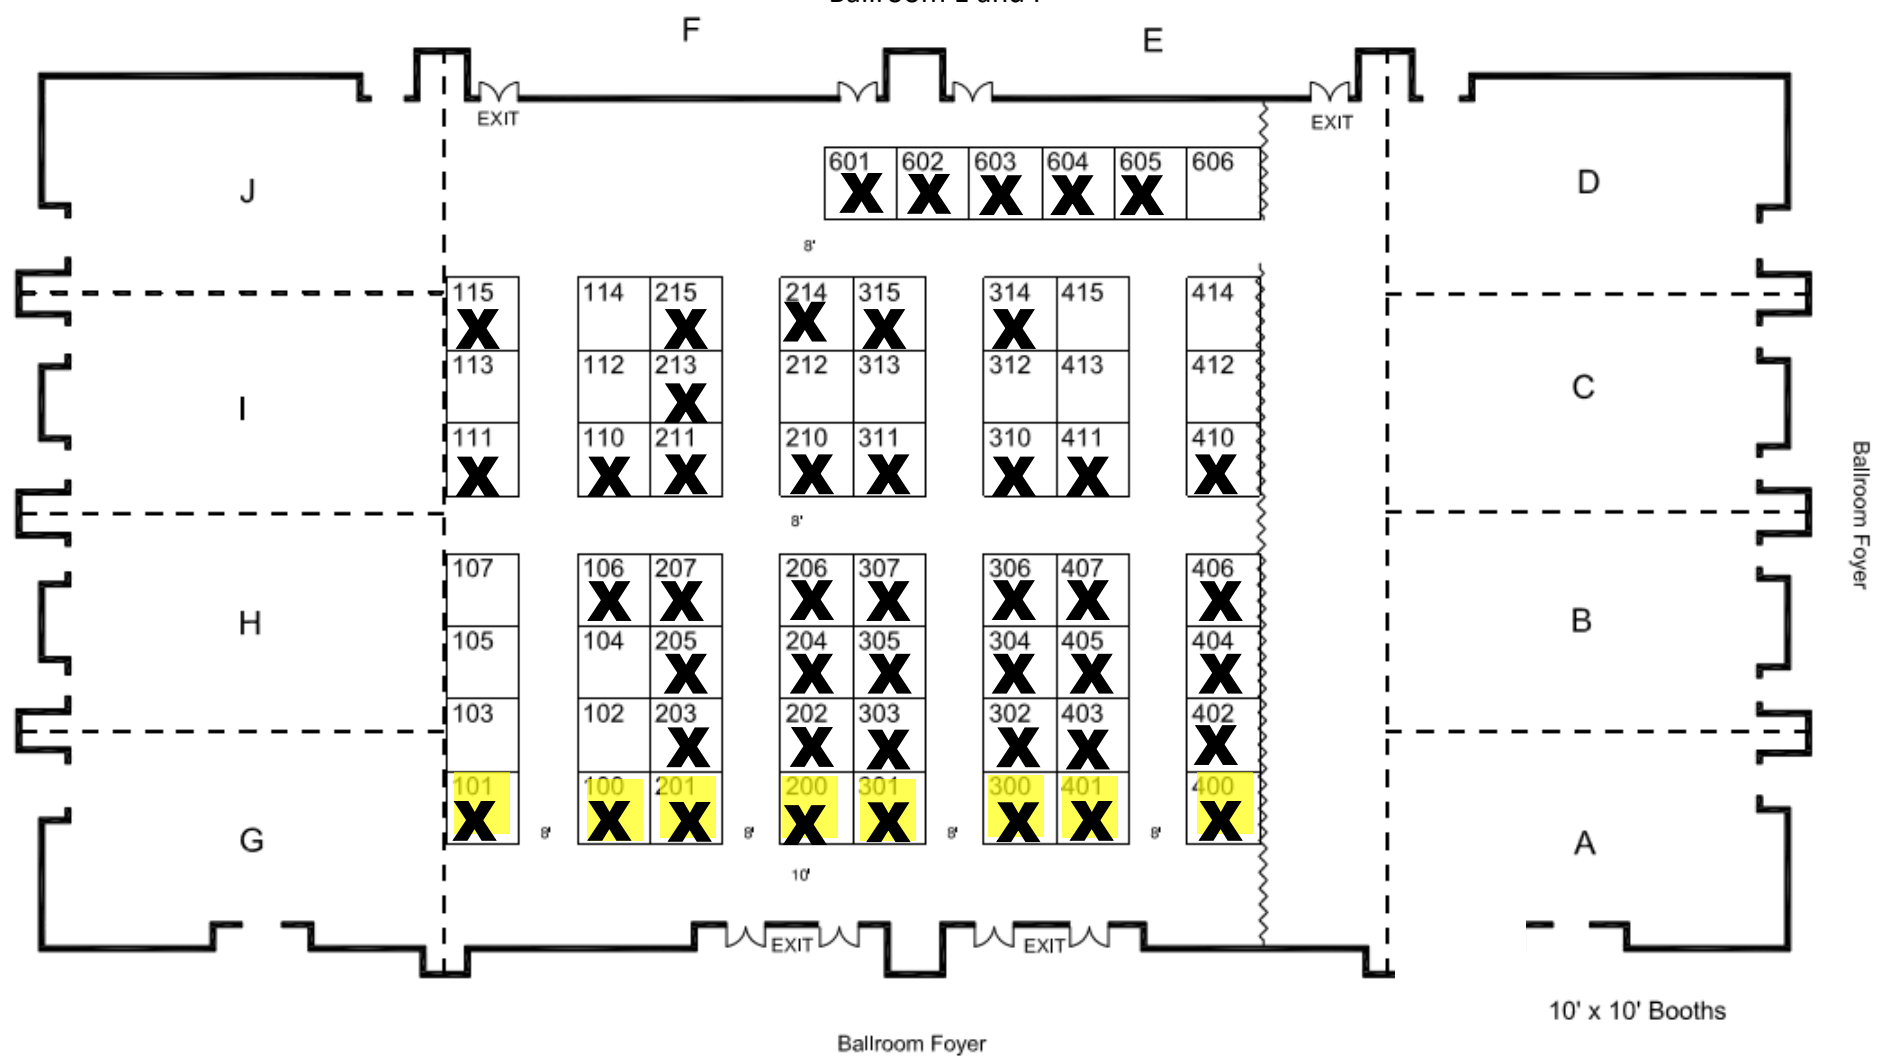 F
E
EXIT
EXIT
J
D
601 602 603 604 605 606
X X X X X
8'
115 114 215 214 315 314 415 414
X X X X X
113 112 213 212 313 312 413 412
X
I
C
111 110 211 210 311 310 411 410
X X X X X X X X
8'
107 106 207 206 307 306 407 406
X X X X X X X
H
B
105 104 205 204 305 304 405 404
X X X X X X
103 102 203 202 303 302 403 402
X X X X X X
101 100 201 200 301 300 401 400
X X X X X X X X
G
A
8' 8' 8' 8'
10'
EXIT
EXIT
Ballroom Foyer
10' x 10' Booths
Ballroom Foyer